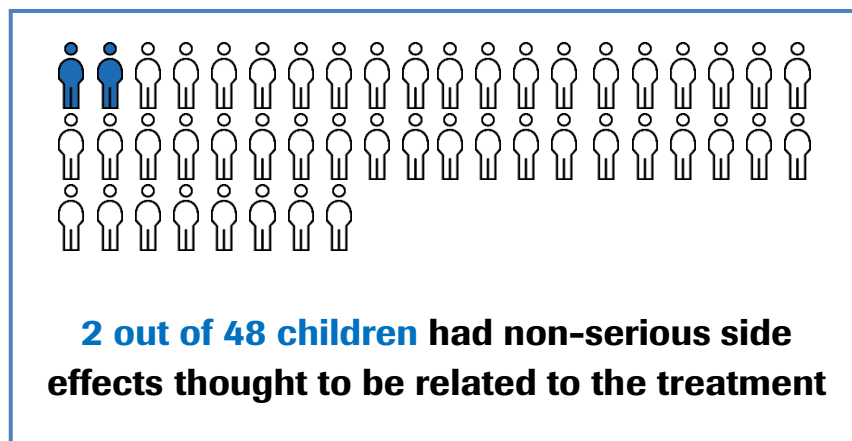 2 out of 48 children had non-serious side
effects thought to be related to the treatment